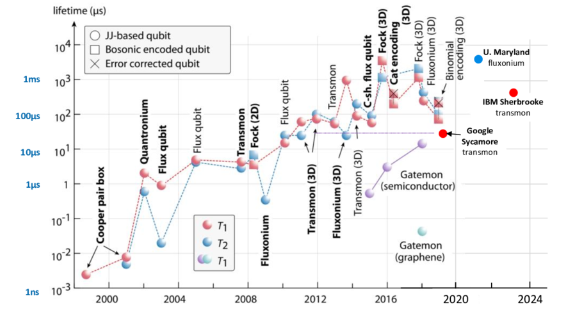 lifetime (µs)
JJ-based qubit
Bosonic encoded qubit
Error corrected qubit
10⁴
10³
10²
10
1
10⁻¹
10⁻²
10⁻³
1ms
100µs
10µs
1µs
1ns
Cooper pair box
Quantronium
Flux qubit
Flux qubit
Transmon
Fock (2D)
Fluxonium
Flux qubit
Transmon (3D)
Transmon
Fluxonium (3D)
Transmon (3D)
C-sh. flux qubit
Fock (3D)
Cat encoding
(3D)
Fock (3D)
Fluxonium (3D)
Binomial
encoding (3D)
U. Maryland
fluxonium
IBM Sherbrooke
transmon
Google
Sycamore
transmon
Gatemon
(semiconductor)
Gatemon
(graphene)
T₁
T₂
T₁
2000
2004
2008
2012
2016
2020
2024